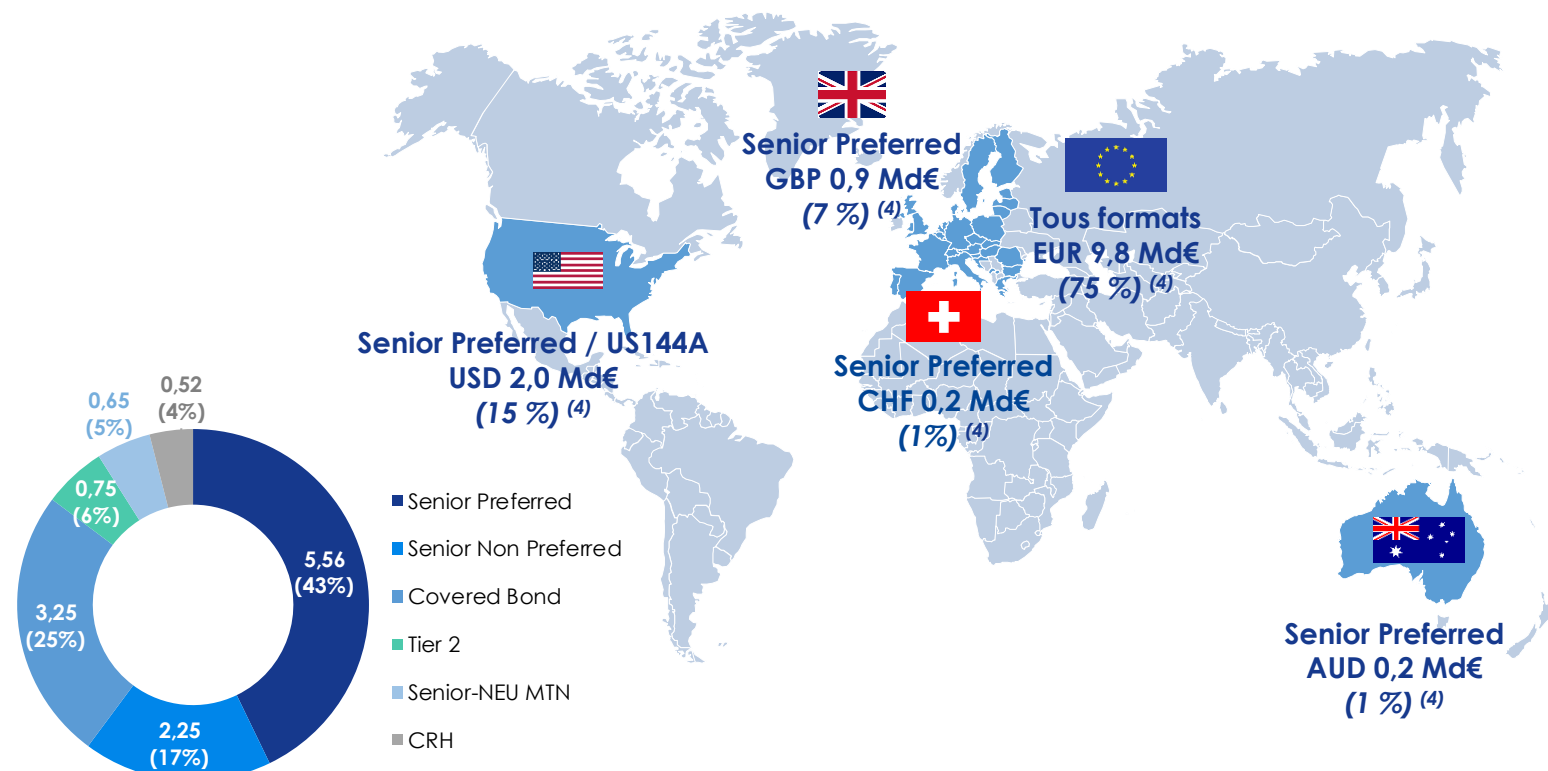 Senior Preferred
GBP 0,9 Md€
(7 %) (4)
Tous formats
EUR 9,8 Md€
(75 %) (4)
Senior Preferred / US144A
USD 2,0 Md€
(15 %) (4)
Senior Preferred
CHF 0,2 Md€
(1%) (4)
Senior Preferred
AUD 0,2 Md€
(1 %) (4)
0,52
(4%)
0,65
(5%)
0,75
(6%)
5,56
(43%)
3,25
(25%)
2,25
(17%)
Senior Preferred
Senior Non Preferred
Covered Bond
Tier 2
Senior-NEU MTN
CRH